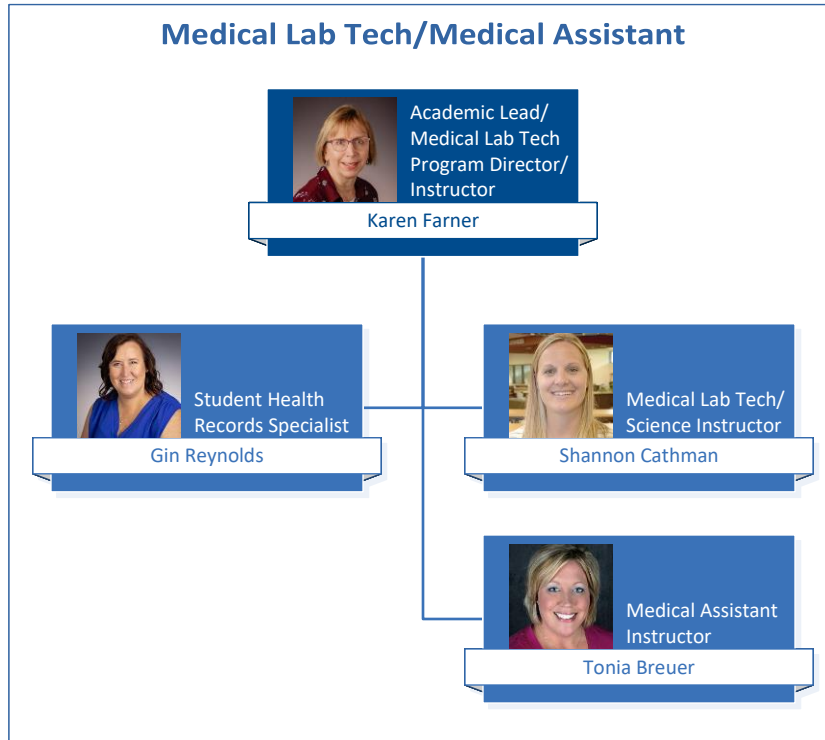 Medical Lab Tech/Medical Assistant
Academic Lead/
Medical Lab Tech
Program Director/
Instructor
Karen Farner
Student Health
Records Specialist
Gin Reynolds
Medical Lab Tech/
Science Instructor
Shannon Cathman
Medical Assistant
Instructor
Tonia Breuer